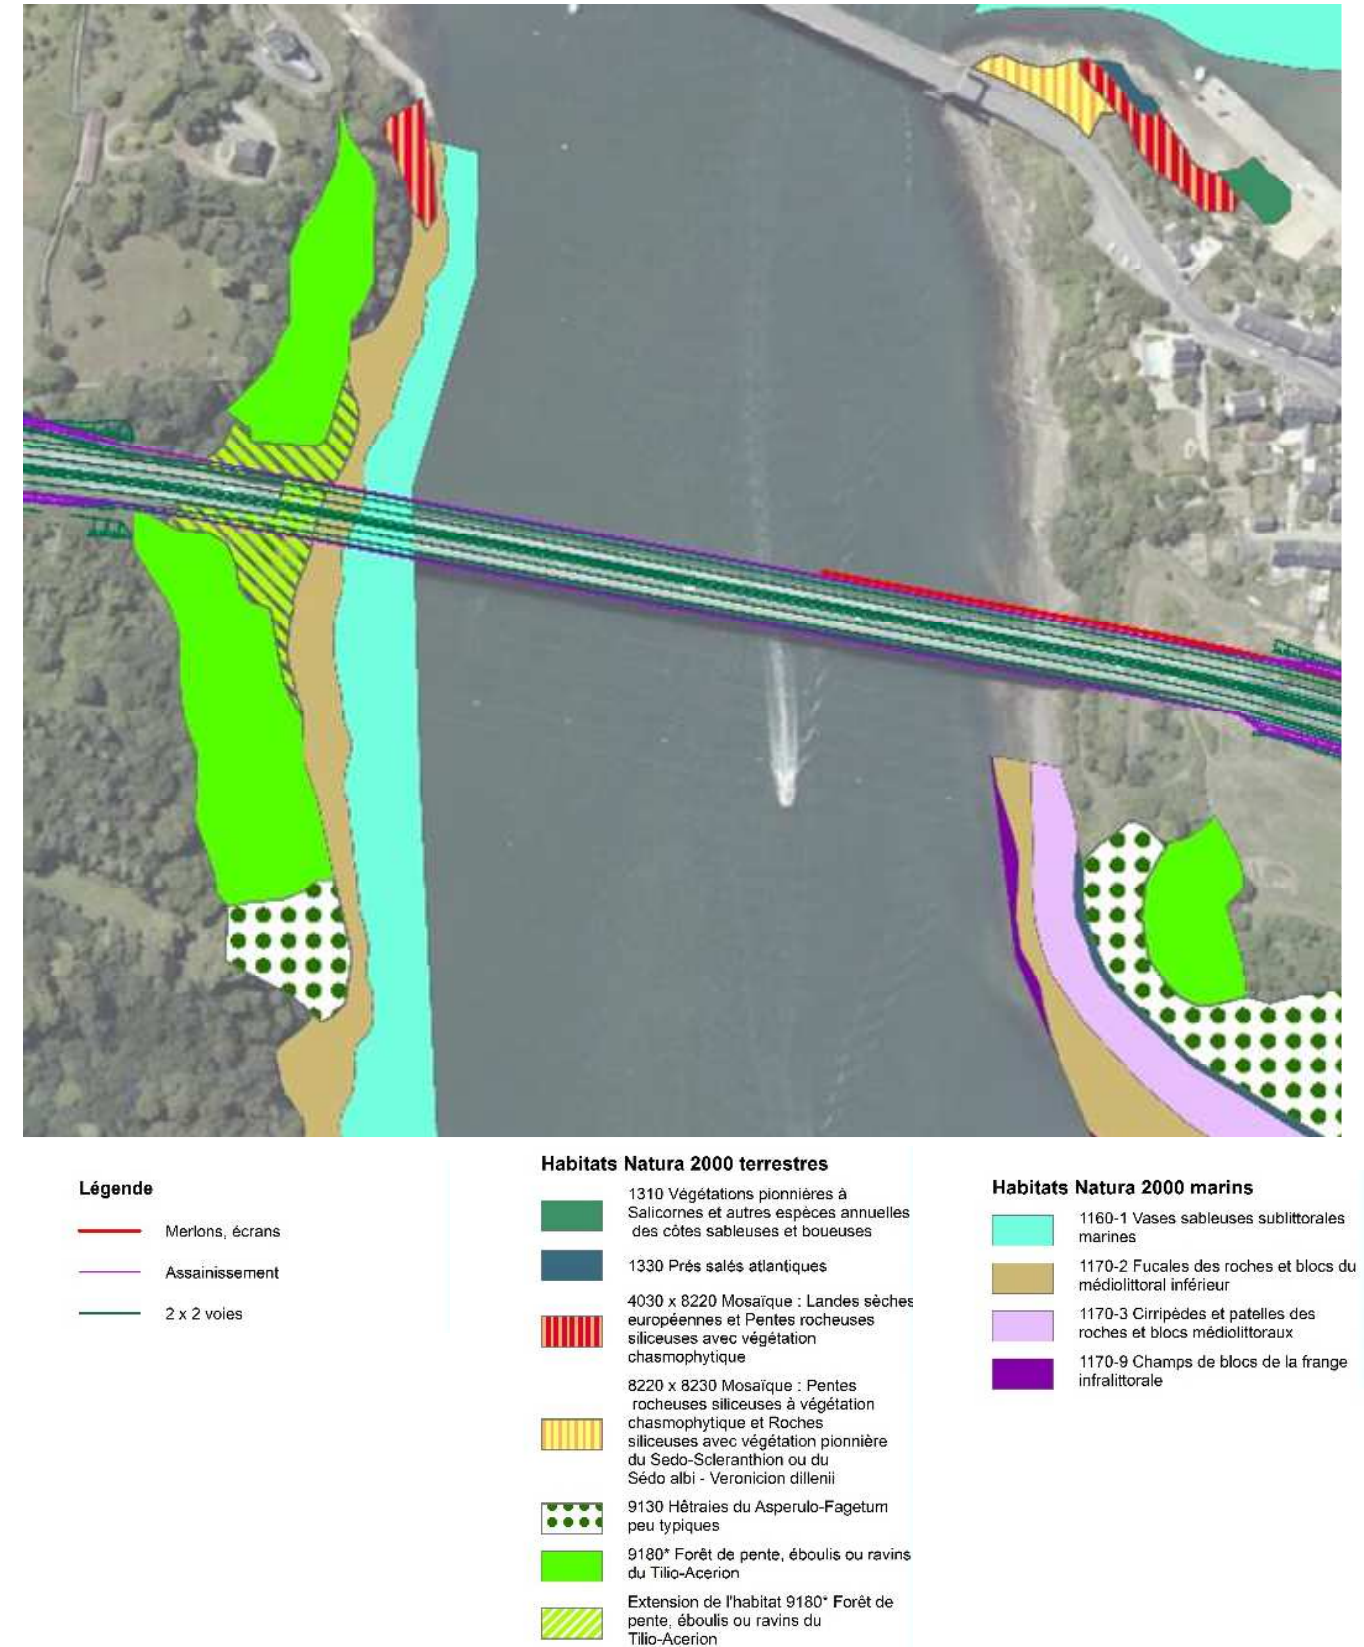 Légende
Merlons, écrans
Assainissement
2 x 2 voies
Habitats Natura 2000 terrestres
1310 Végétations pionnières à
Salicornes et autres espèces annuelles
des côtes sableuses et boueuses
1330 Prés salés atlantiques
4030 x 8220 Mosaïque : Landes sèches
européennes et Pentes rocheuses
siliceuses avec végétation
chasmophytique
8220 x 8230 Mosaïque : Pentes
rocheuses siliceuses à végétation
chasmophytique et Roches
siliceuses avec végétation pionnière
du Sedo-Scleranthion ou du
Sédo albi - Veronicion dillenii
9130 Hêtraies du Asperulo-Fagetum
peu typiques
9180* Forêt de pente, éboulis ou ravins
du Tilio-Acerion
Extension de l'habitat 9180* Forêt de
pente, éboulis ou ravins du
Tilio-Acerion
Habitats Natura 2000 marins
1160-1 Vases sableuses sublittorales
marines
1170-2 Fucales des roches et blocs du
médiolittoral inférieur
1170-3 Cirripèdes et patelles des
roches et blocs médiolittoraux
1170-9 Champs de blocs de la frange
infralittorale